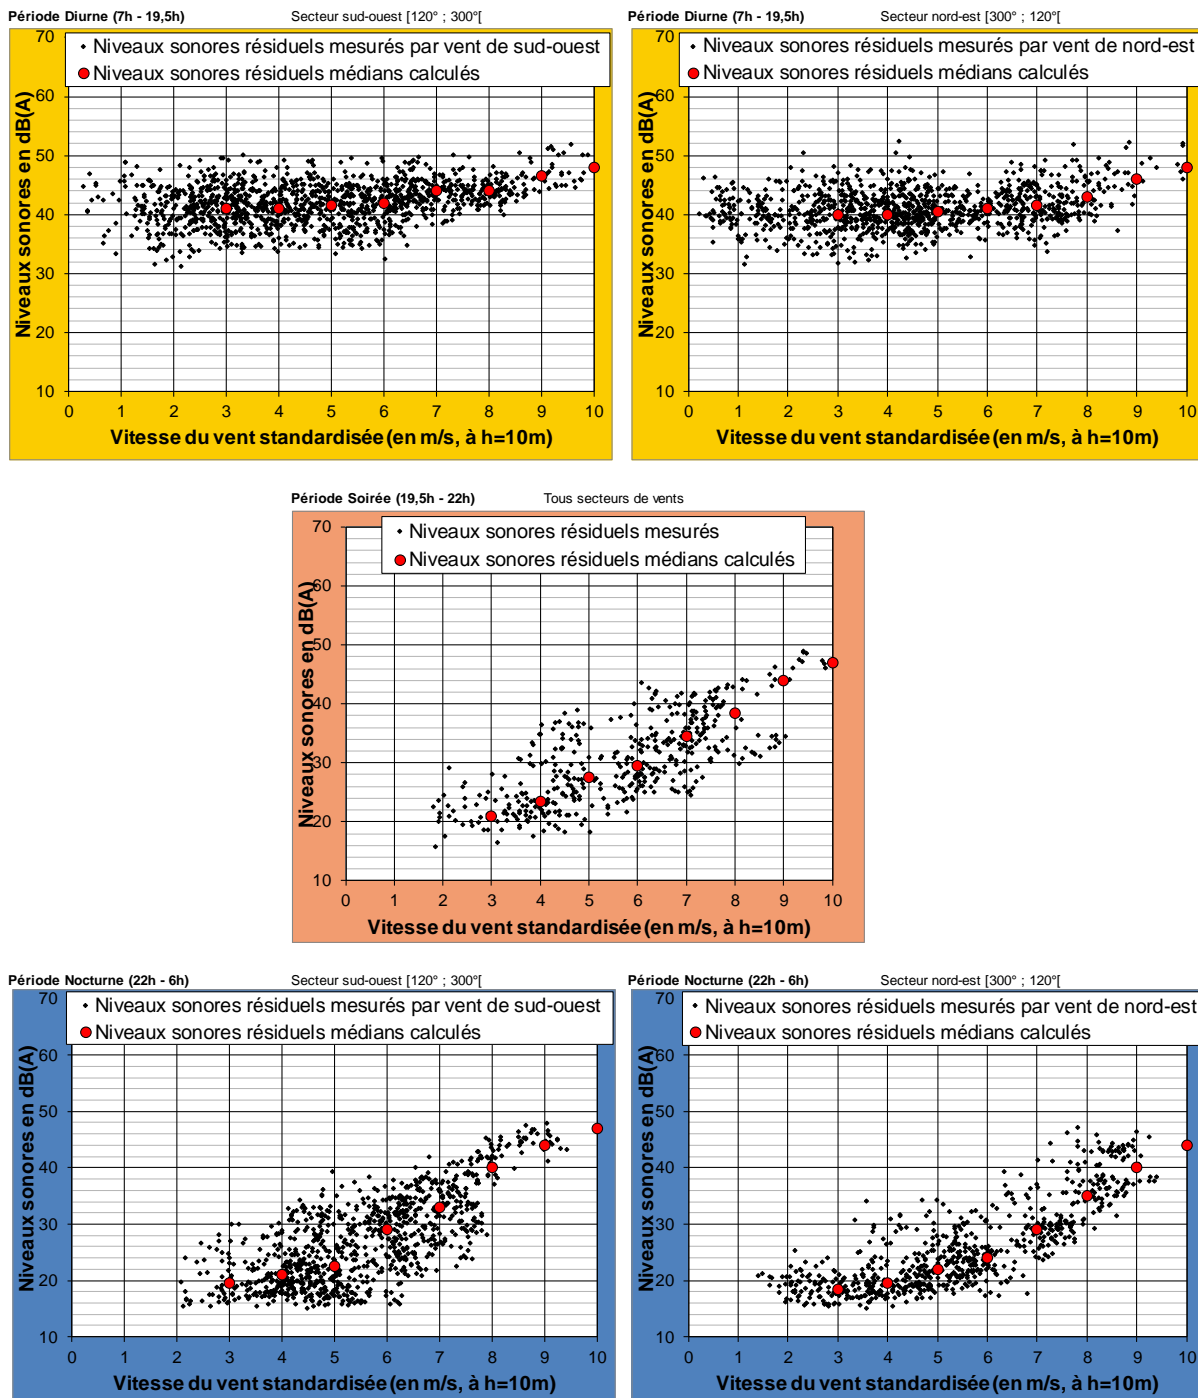 Période Diurne (7h - 19,5h) Secteur sud-ouest [120° ; 300°[
Niveaux sonores résiduels mesurés par vent de sud-ouest
Niveaux sonores résiduels médians calculés
Niveaux sonores en dB(A)
70
60
50
40
30
20
10
0 1 2 3 4 5 6 7 8 9 10
Vitesse du vent standardisée (en m/s, à h=10m)
Période Diurne (7h - 19,5h) Secteur nord-est [300° ; 120°[
Niveaux sonores résiduels mesurés par vent de nord-est
Niveaux sonores résiduels médians calculés
Niveaux sonores en dB(A)
70
60
50
40
30
20
10
0 1 2 3 4 5 6 7 8 9 10
Vitesse du vent standardisée (en m/s, à h=10m)
Période Soirée (19,5h - 22h) Tous secteurs de vents
Niveaux sonores résiduels mesurés
Niveaux sonores résiduels médians calculés
Niveaux sonores en dB(A)
70
60
50
40
30
20
10
0 1 2 3 4 5 6 7 8 9 10
Vitesse du vent standardisée (en m/s, à h=10m)
Période Nocturne (22h - 6h) Secteur sud-ouest [120° ; 300°[
Niveaux sonores résiduels mesurés par vent de sud-ouest
Niveaux sonores résiduels médians calculés
Niveaux sonores en dB(A)
70
60
50
40
30
20
10
0 1 2 3 4 5 6 7 8 9 10
Vitesse du vent standardisée (en m/s, à h=10m)
Période Nocturne (22h - 6h) Secteur nord-est [300° ; 120°[
Niveaux sonores résiduels mesurés par vent de nord-est
Niveaux sonores résiduels médians calculés
Niveaux sonores en dB(A)
70
60
50
40
30
20
10
0 1 2 3 4 5 6 7 8 9 10
Vitesse du vent standardisée (en m/s, à h=10m)